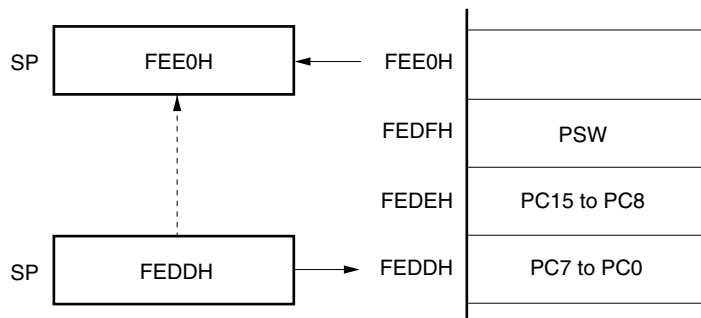 SP FEE0H FEE0H
FEDFH PSW
FEDEH PC15 to PC8
SP FEDDH FEDDH PC7 to PC0